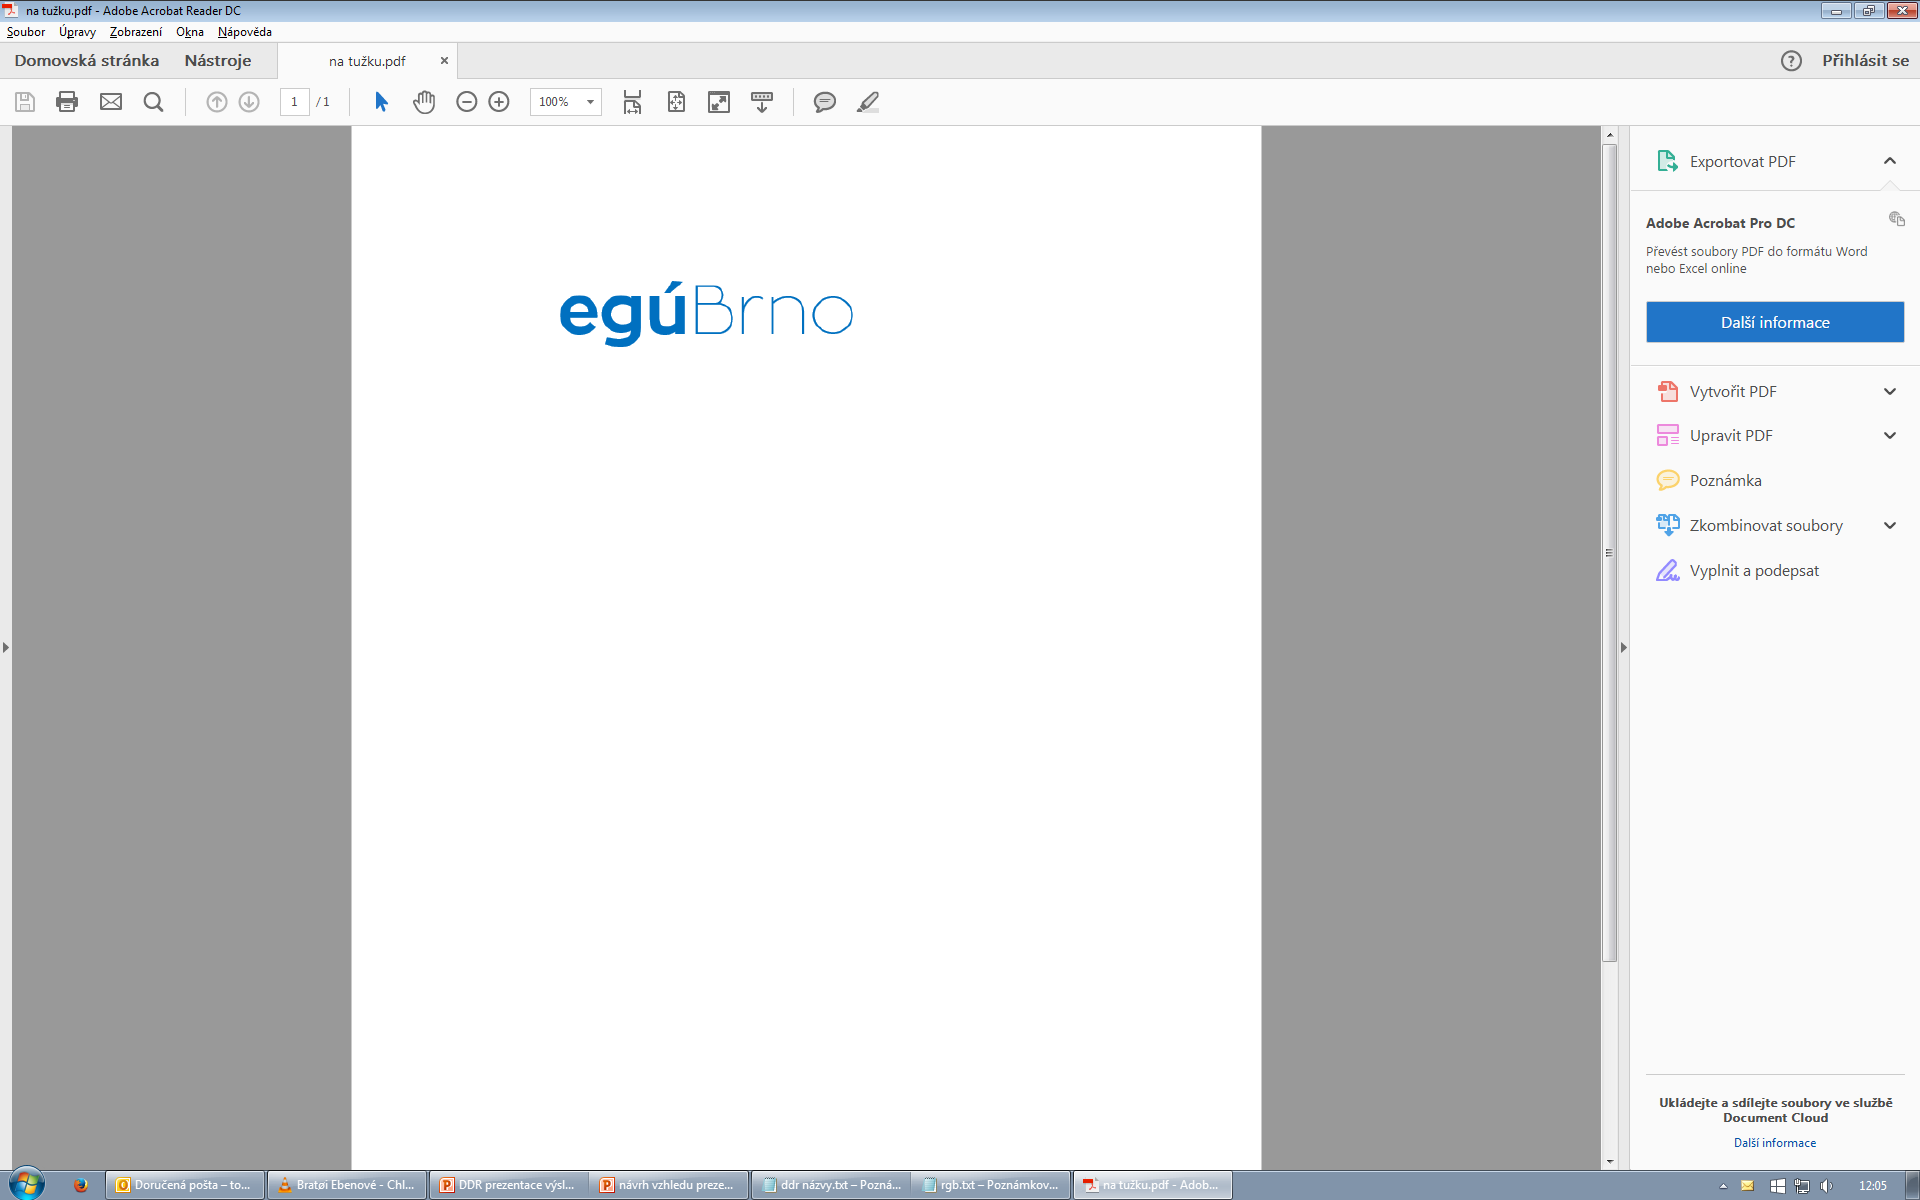 na tužku.pdf - Adobe Acrobat Reader DC
Soubor Úpravy Zobrazení Okna Nápověda
Domovská stránka Nástroje na tužku.pdf × ? Přihlásit se
1 / 1 100%
egúBrno
Exportovat PDF
Adobe Acrobat Pro DC
Převést soubory PDF do formátu Word
nebo Excel online
Další informace
Vytvořit PDF
Upravit PDF
Poznámka
Zkombinovat soubory
Vyplnit a podepsat
Ukládejte a sdílejte soubory ve službě
Document Cloud
Další informace
Doručená pošta – to... Bratøi Ebenové - Chl... DDR prezentace výsl... návrh vzhledu preze... ddr názvy.txt – Pozná... rgb.txt – Poznámkov... na tužku.pdf - Adob... 12:05